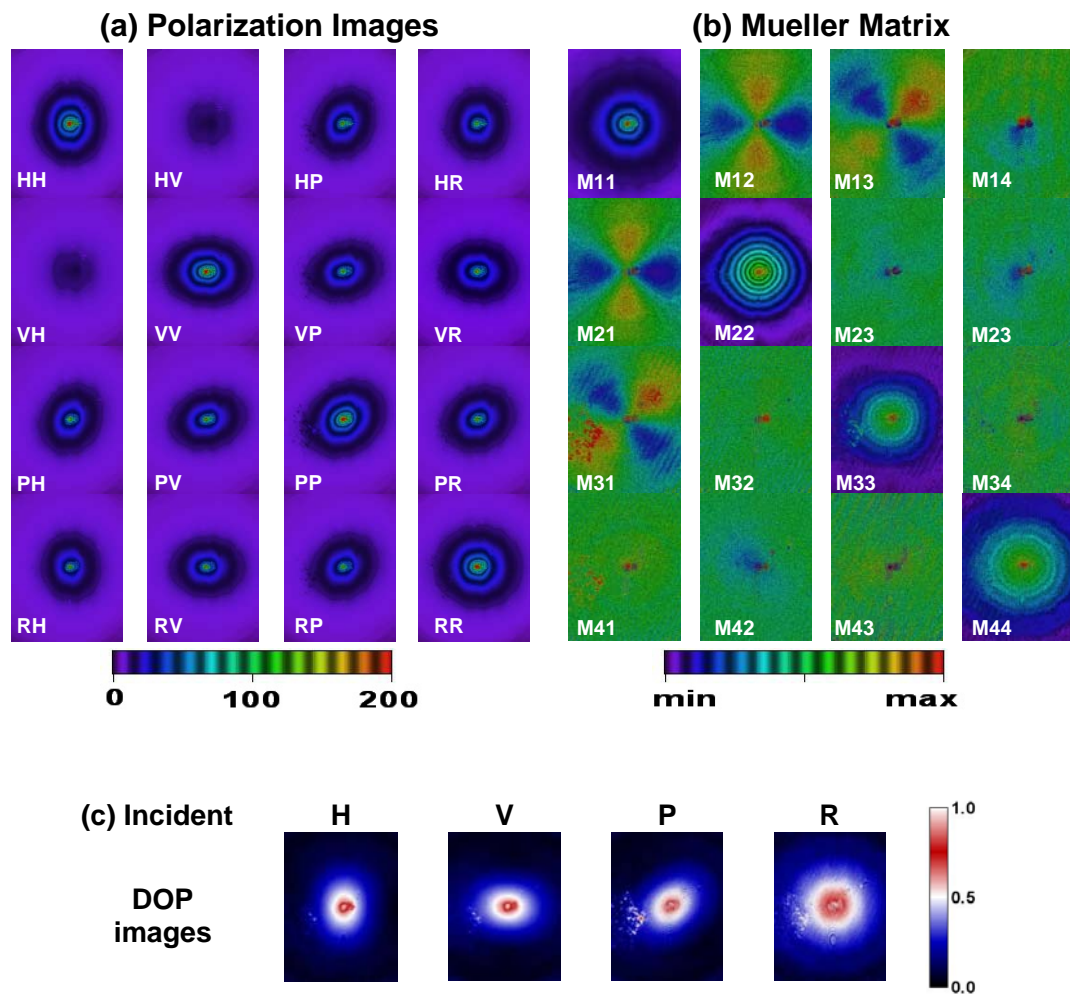 (a) Polarization Images
(b) Mueller Matrix
HH HV HP HR
M11 M12 M13 M14
VH VV VP VR
M21 M22 M23 M23
PH PV PP PR
M31 M32 M33 M34
RH RV RP RR
M41 M42 M43 M44
0 100 200
min max
(c) Incident H V P R
DOP
images
1.0
0.5
0.0